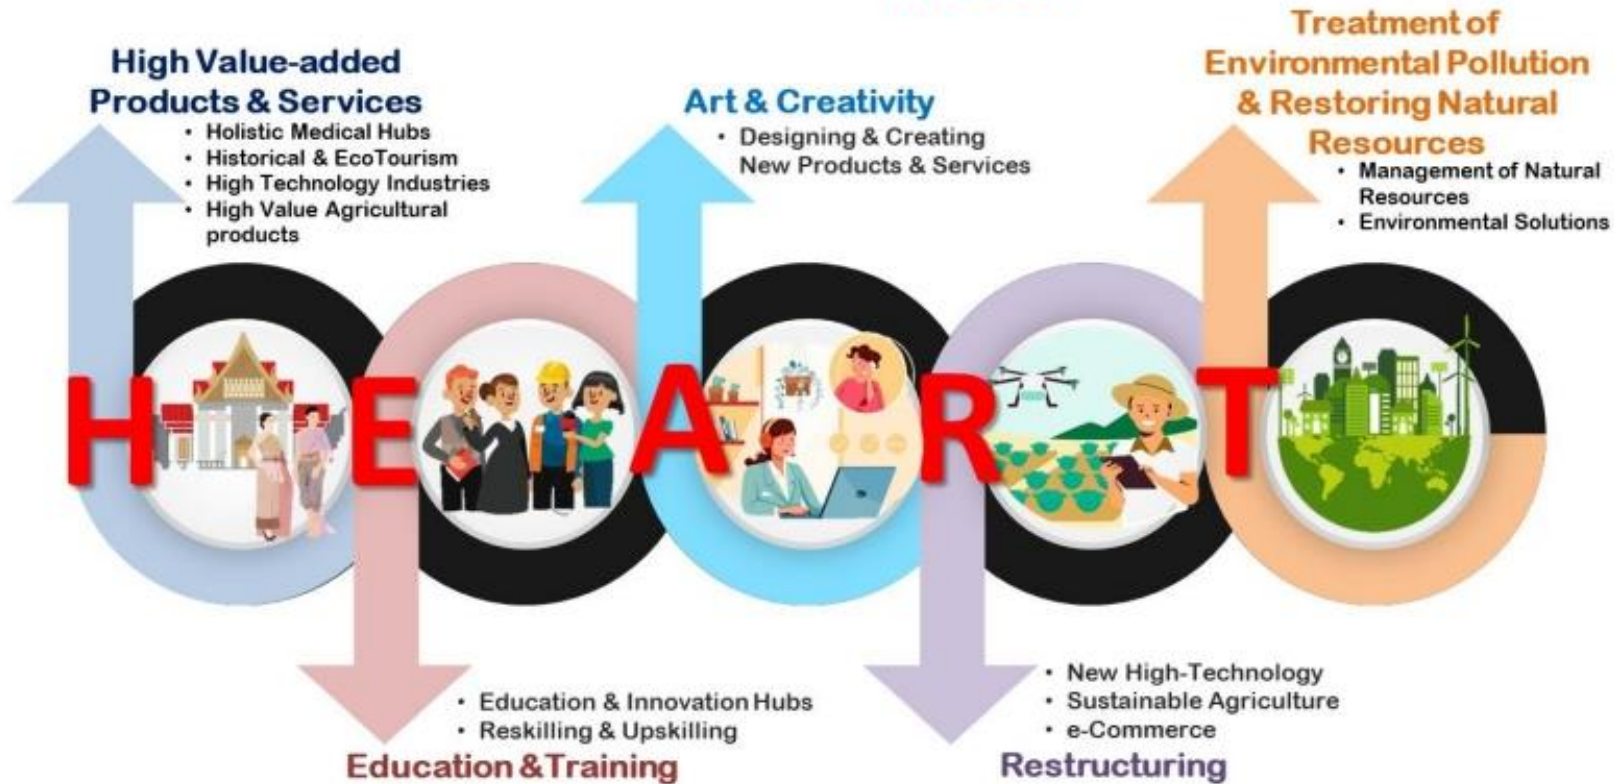 High Value-added
Products & Services
• Holistic Medical Hubs
• Historical & EcoTourism
• High Technology Industries
• High Value Agricultural
products
Art & Creativity
• Designing & Creating
New Products & Services
Treatment of
Environmental Pollution
& Restoring Natural
Resources
• Management of Natural
Resources
• Environmental Solutions
H E A R T
• Education & Innovation Hubs
• Reskilling & Upskilling
Education & Training
• New High-Technology
• Sustainable Agriculture
• e-Commerce
Restructuring